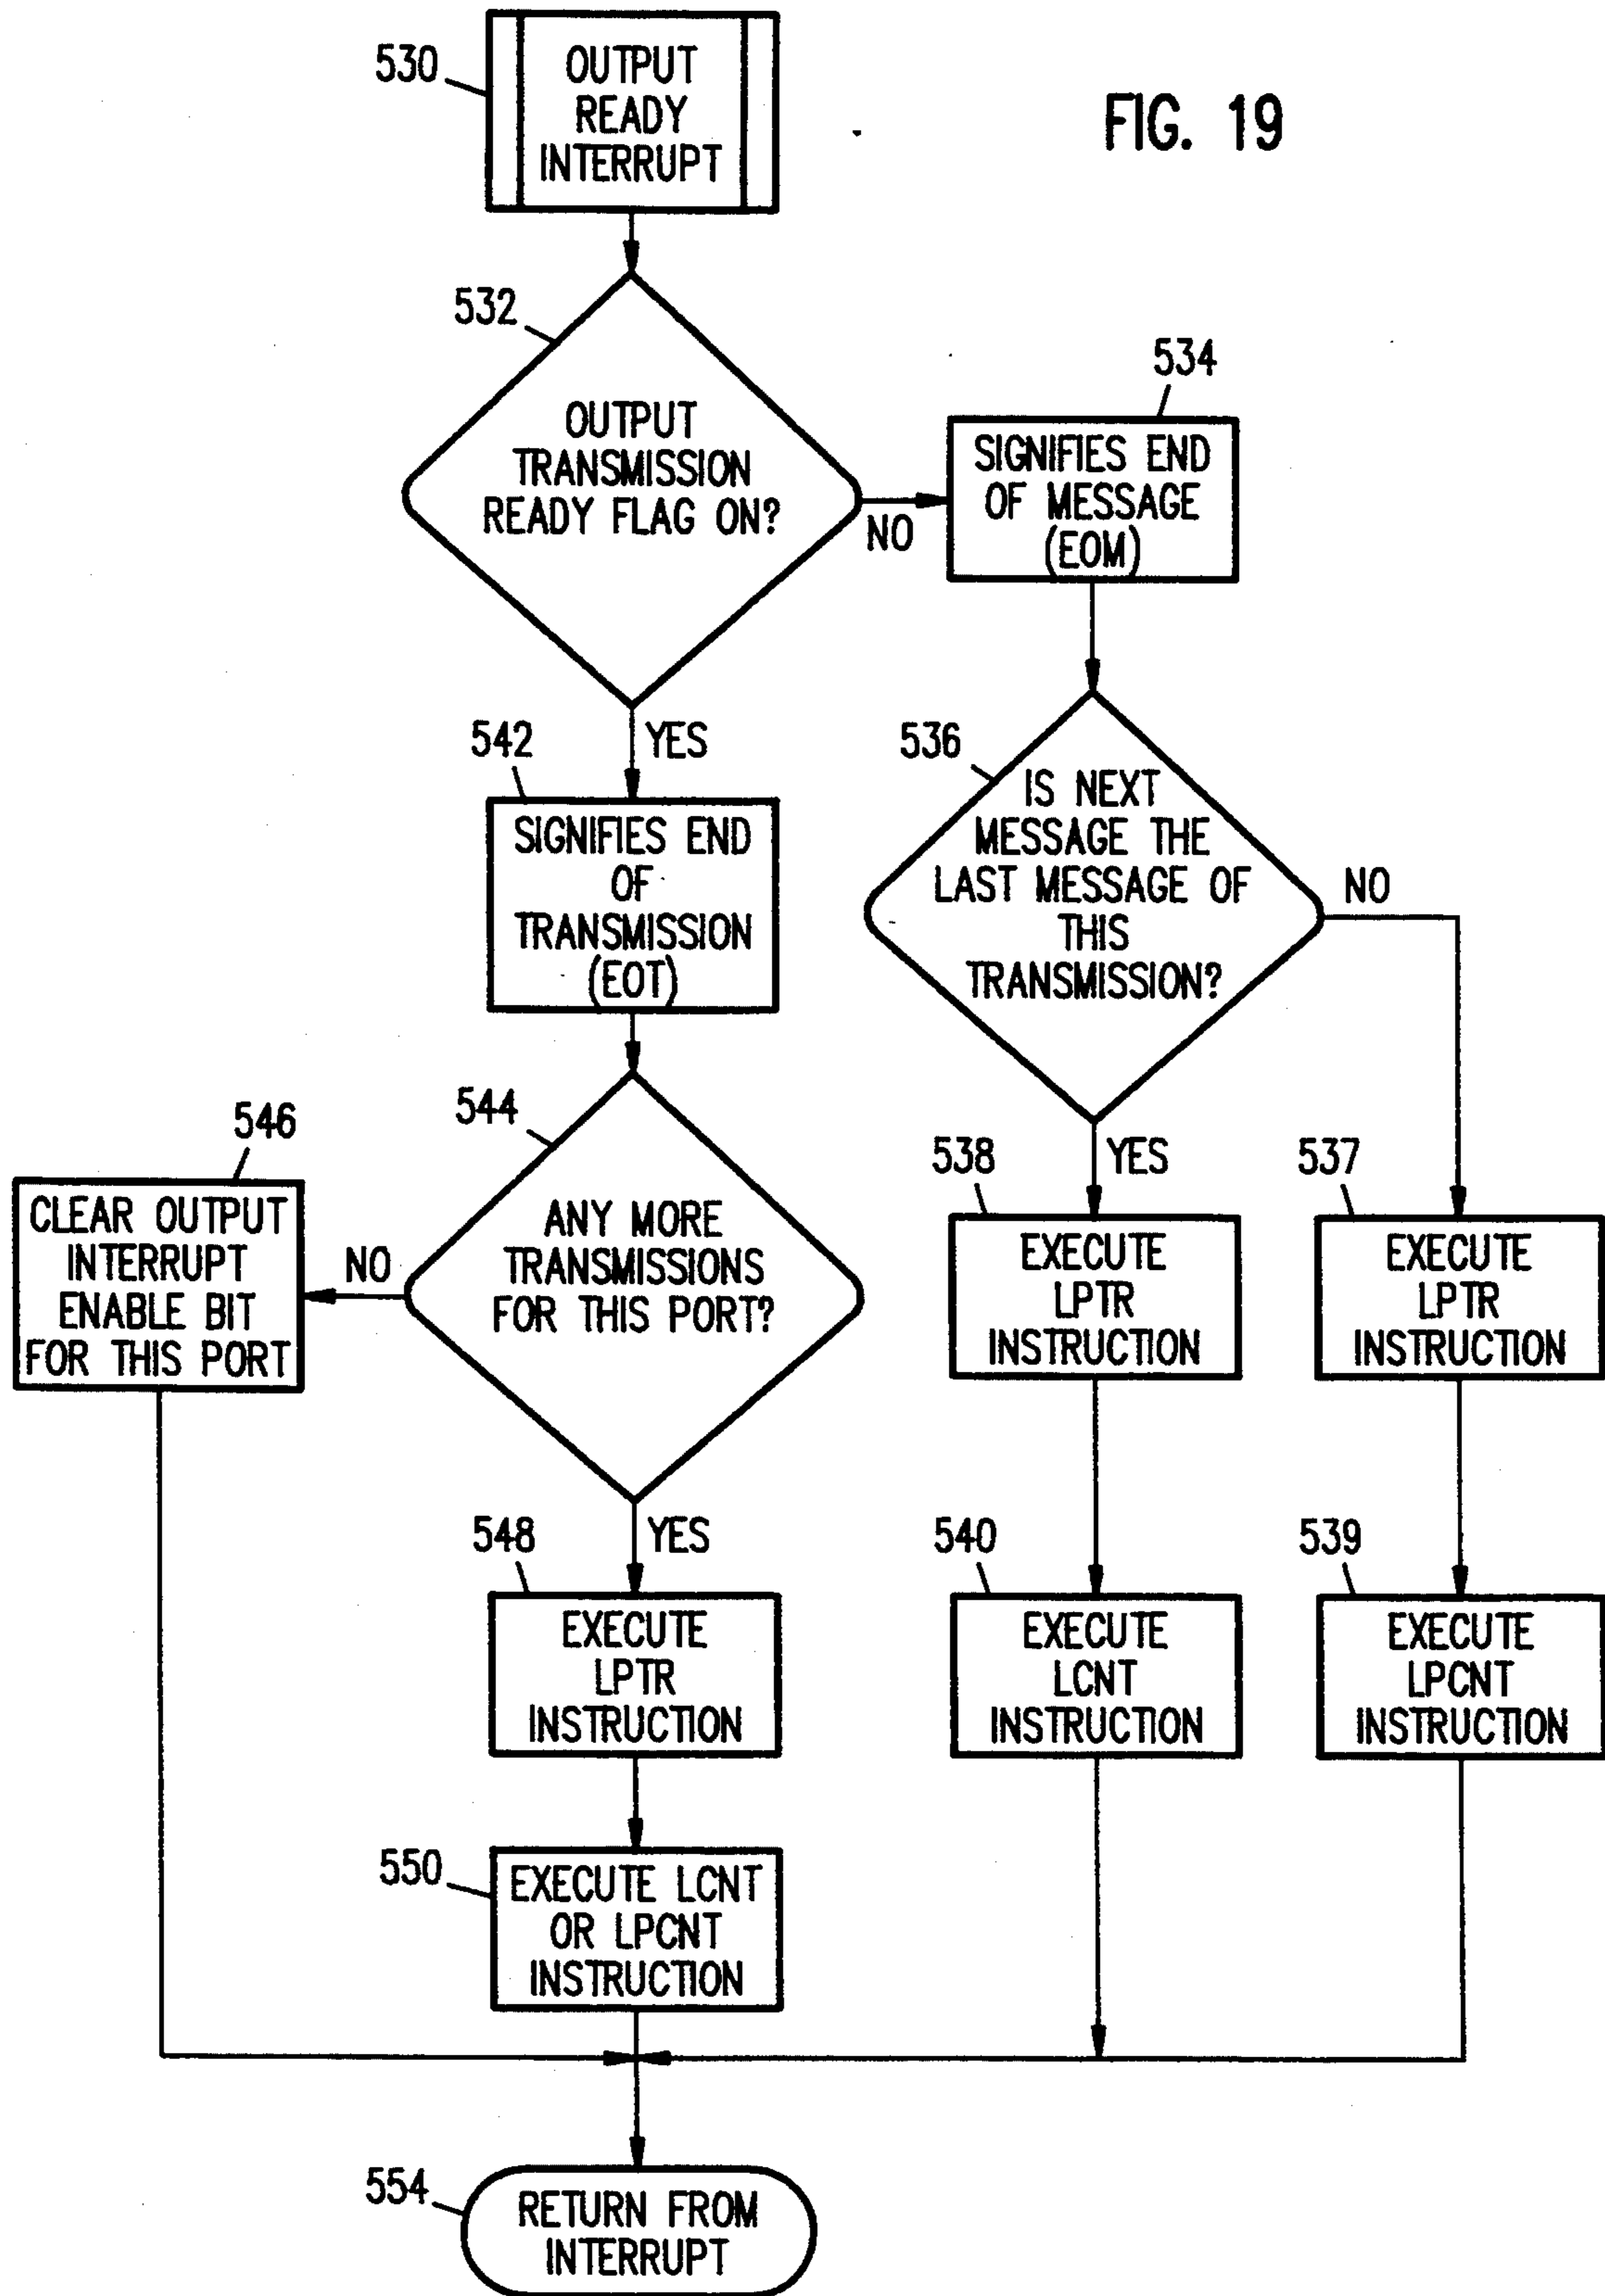 FIG. 19
530
OUTPUT
READY
INTERRUPT
532
OUTPUT
TRANSMISSION
READY FLAG ON?
NO
534
SIGNIFIES END
OF MESSAGE
(EOM)
YES
542
SIGNIFIES END
OF
TRANSMISSION
(EOT)
536
IS NEXT
MESSAGE THE
LAST MESSAGE OF
THIS
TRANSMISSION?
NO
YES
544
ANY MORE
TRANSMISSIONS
FOR THIS PORT?
NO
546
CLEAR OUTPUT
INTERRUPT
ENABLE BIT
FOR THIS PORT
538
EXECUTE
LPTR
INSTRUCTION
537
EXECUTE
LPTR
INSTRUCTION
YES
548
EXECUTE
LPTR
INSTRUCTION
540
EXECUTE
LCNT
INSTRUCTION
539
EXECUTE
LPCNT
INSTRUCTION
550
EXECUTE LCNT
OR LPCNT
INSTRUCTION
554
RETURN FROM
INTERRUPT